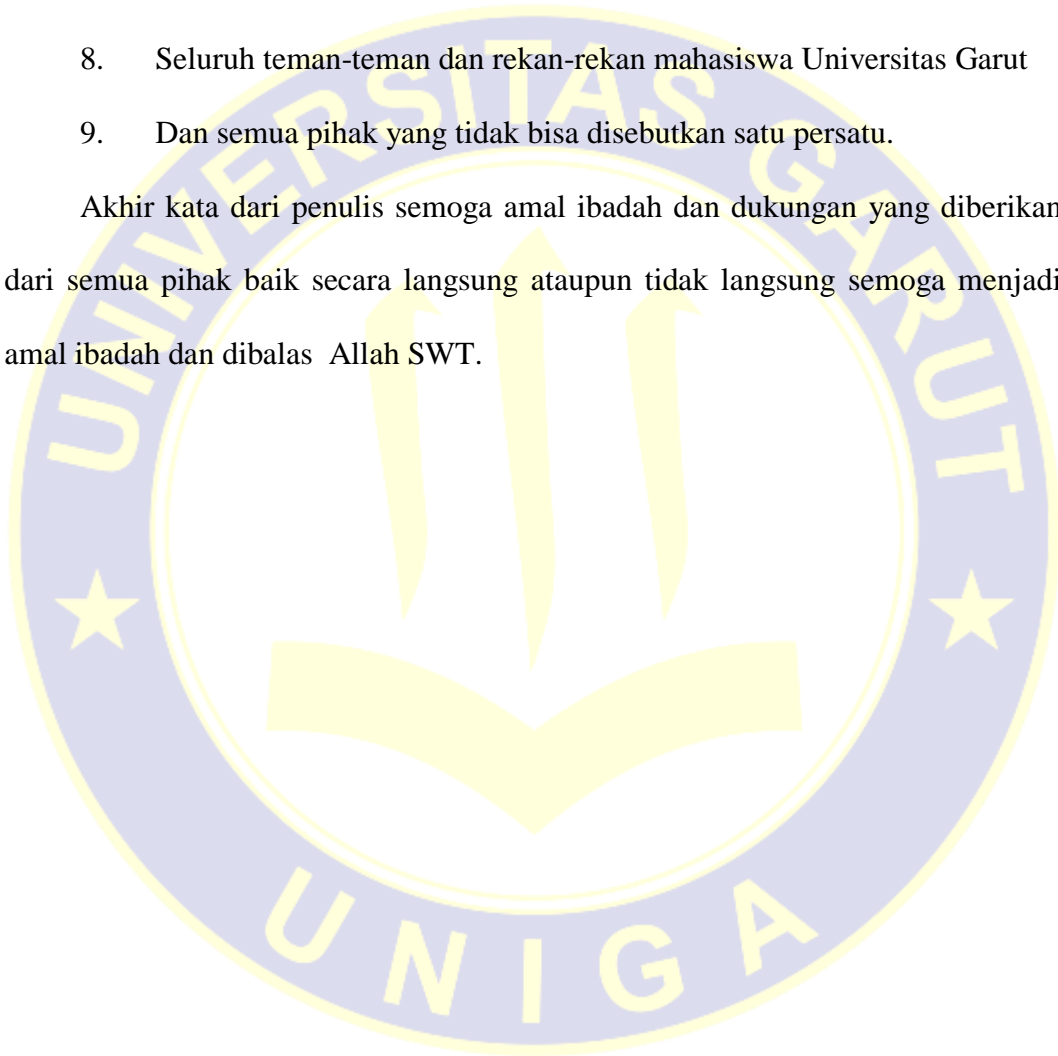 8. Seluruh teman-teman dan rekan-rekan mahasiswa Universitas Garut
9. Dan semua pihak yang tidak bisa disebutkan satu persatu.
Akhir kata dari penulis semoga amal ibadah dan dukungan yang diberikan
dari semua pihak baik secara langsung ataupun tidak langsung semoga menjadi
amal ibadah dan dibalas  Allah SWT.
UNIVERSITAS GARUT
UNIGA